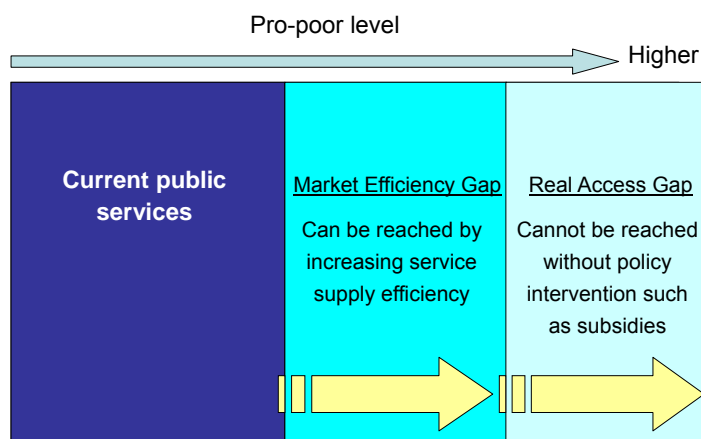 Pro-poor level
Higher
Current public
services
Market Efficiency Gap
Can be reached by
increasing service
supply efficiency
Real Access Gap
Cannot be reached
without policy
intervention such
as subsidies